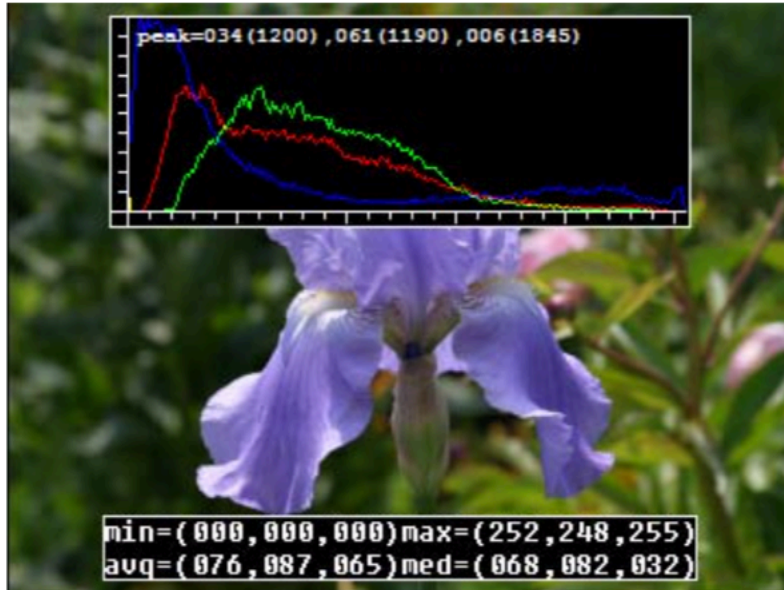 peak=034(1200),061(1190),006(1845)
min=(000,000,000)max=(252,248,255)
avg=(076,087,065)med=(068,082,032)